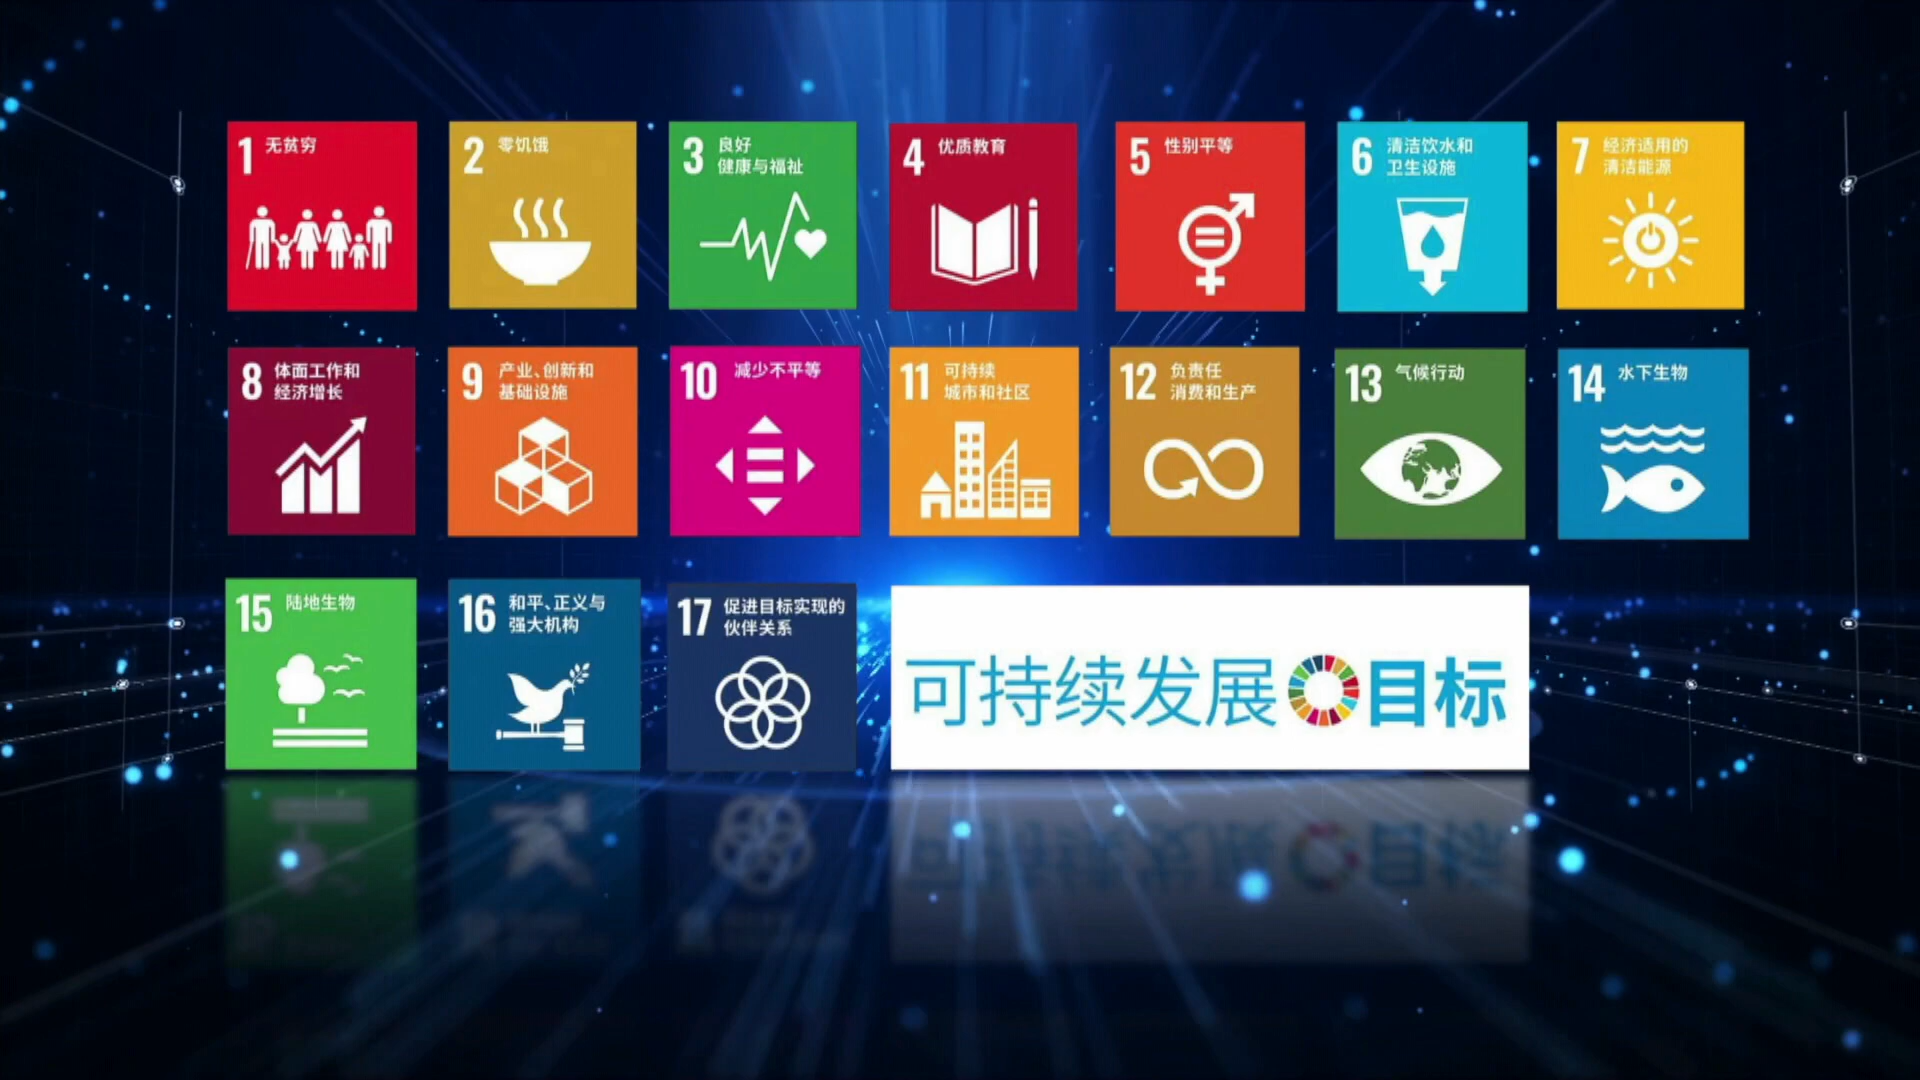 1 无贫穷
2 零饥饿
3 良好
健康与福祉
4 优质教育
5 性别平等
6 清洁饮水和
卫生设施
7 经济适用的
清洁能源
8 体面工作和
经济增长
9 产业、创新和
基础设施
10 减少不平等
11 可持续
城市和社区
12 负责任
消费和生产
13 气候行动
14 水下生物
15 陆地生物
16 和平、正义与
强大机构
17 促进目标实现的
伙伴关系
可持续发展目标